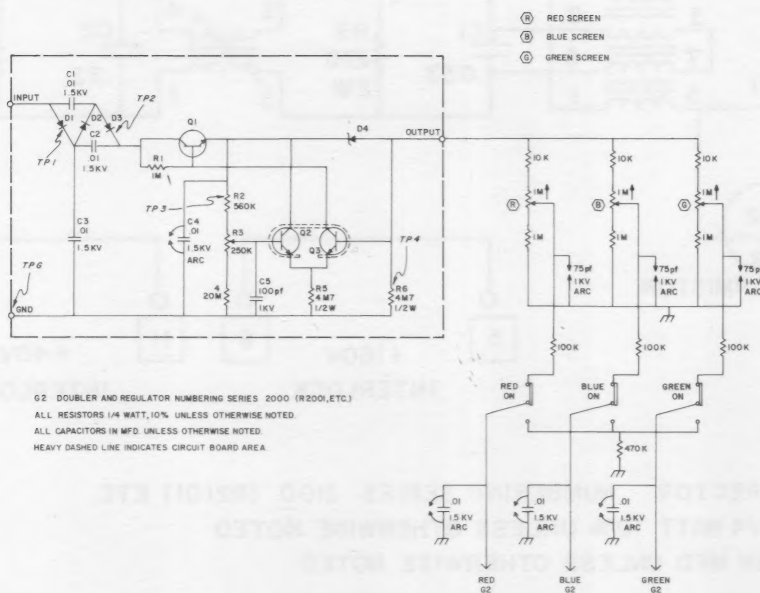 R RED SCREEN
B BLUE SCREEN
G GREEN SCREEN
C1
.01
1.5KV
INPUT
D1
D2
D3
TP2
TP1
C2
.01
1.5KV
Q1
R1
1M
D4
OUTPUT
TP3
R2
560K
C3
.01
1.5KV
C4
.01
1.5KV
ARC
R3
250K
Q2
Q3
TP4
C5
100pf
1KV
4
20M
R5
4M7
1/2W
R6
4M7
1/2W
TPG
GND
10K
10K
10K
1M
1M
1M
R
B
G
1M
1M
1M
75pf
1KV
ARC
75pf
1KV
ARC
75pf
1KV
ARC
100K
100K
100K
RED
ON
BLUE
ON
GREEN
ON
470K
.01
1.5KV
ARC
.01
1.5KV
ARC
.01
1.5KV
ARC
RED
G2
BLUE
G2
GREEN
G2
G2 DOUBLER AND REGULATOR NUMBERING SERIES 2000 (R2001, ETC.)
ALL RESISTORS 1/4 WATT, 10% UNLESS OTHERWISE NOTED.
ALL CAPACITORS IN MFD. UNLESS OTHERWISE NOTED.
HEAVY DASHED LINE INDICATES CIRCUIT BOARD AREA.